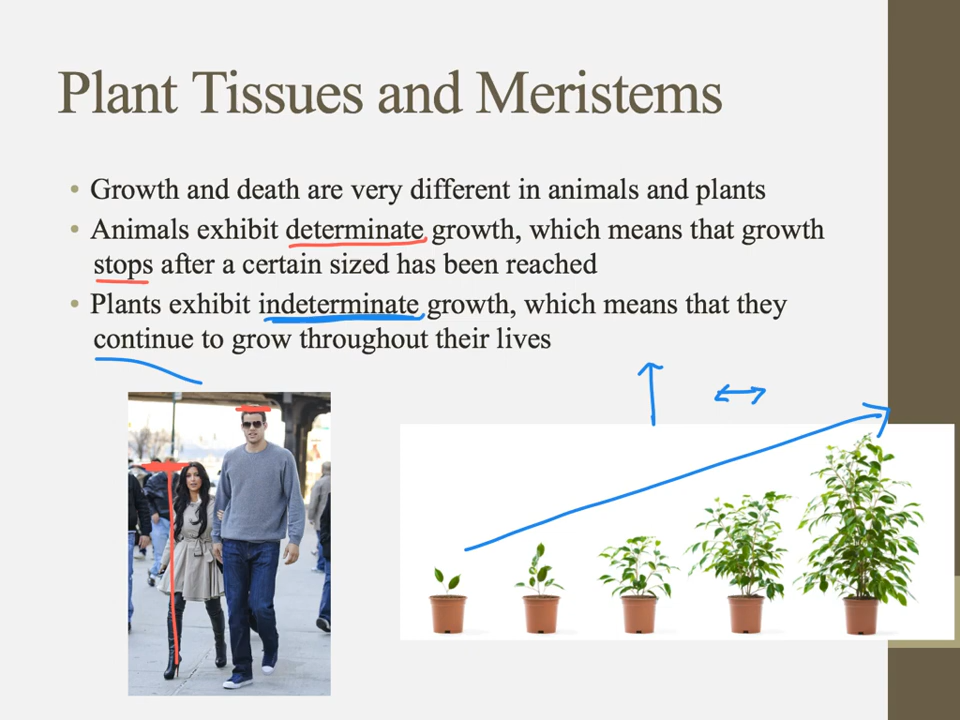 Plant Tissues and Meristems
• Growth and death are very different in animals and plants
• Animals exhibit determinate growth, which means that growth
stops after a certain sized has been reached
• Plants exhibit indeterminate growth, which means that they
continue to grow throughout their lives